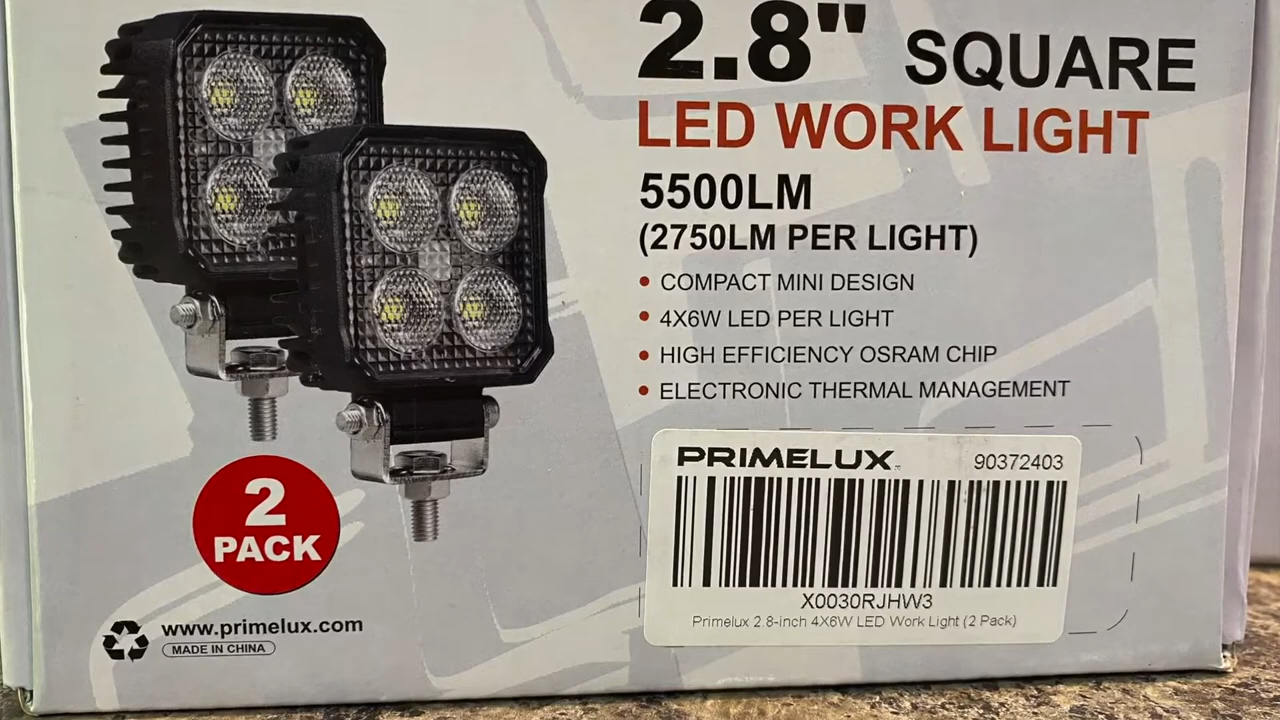 2.8" SQUARE
LED WORK LIGHT
5500LM
(2750LM PER LIGHT)
• COMPACT MINI DESIGN
• 4X6W LED PER LIGHT
• HIGH EFFICIENCY OSRAM CHIP
• ELECTRONIC THERMAL MANAGEMENT
2
PACK
PRIMELUX™ 90372403
X0030RJHW3
Primelux 2.8-inch 4X6W LED Work Light (2 Pack)
www.primelux.com
MADE IN CHINA